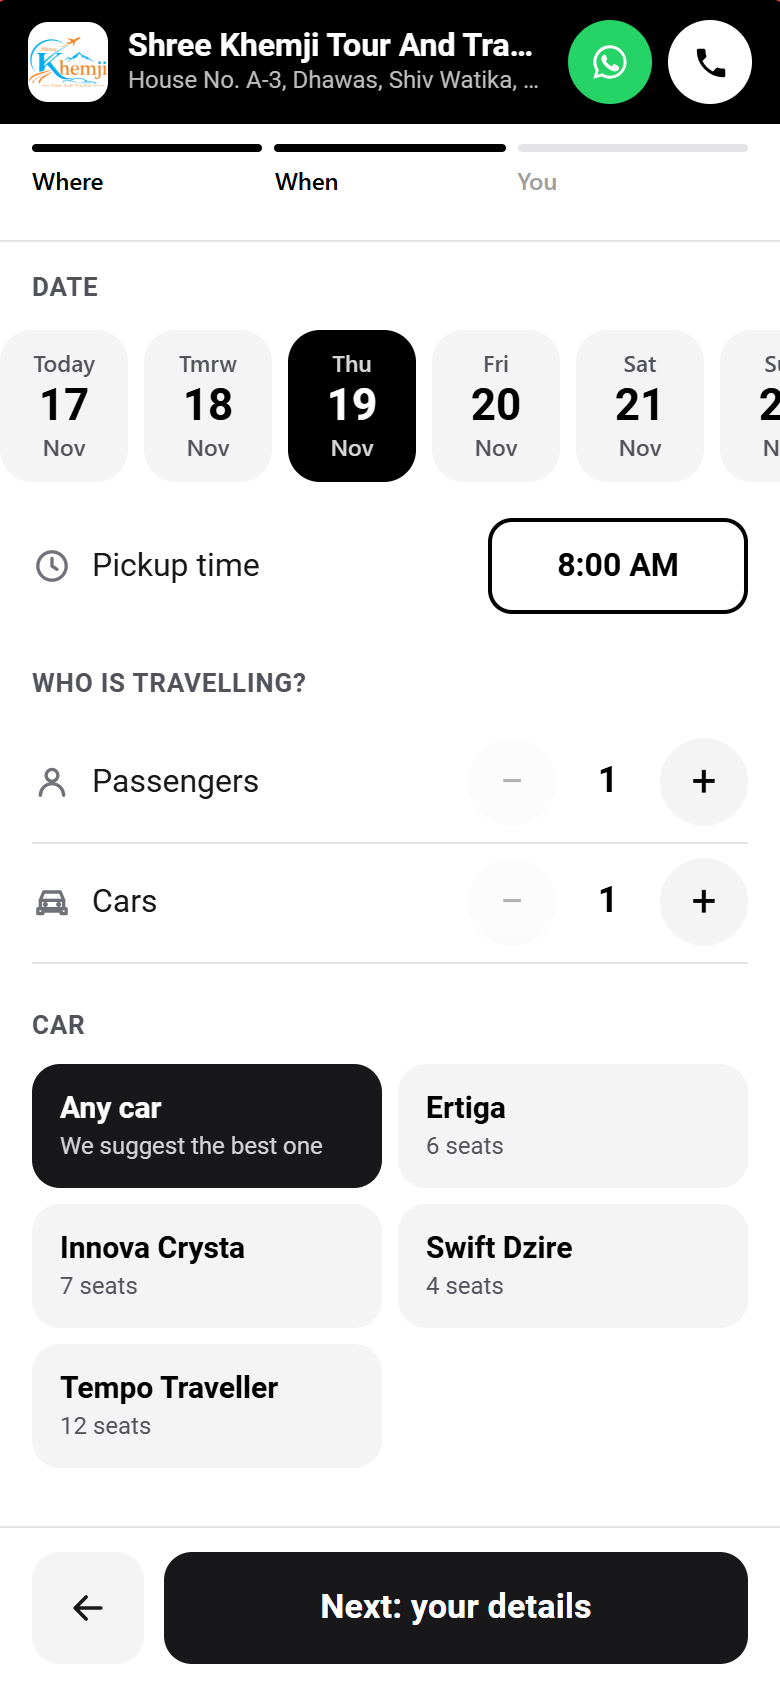 Shree Khemji Tour And Tra...
House No. A-3, Dhawas, Shiv Watika, ...
Where
When
You
DATE
Today
17
Nov
Tmrw
18
Nov
Thu
19
Nov
Fri
20
Nov
Sat
21
Nov
Pickup time
8:00 AM
WHO IS TRAVELLING?
Passengers
− 1 +
Cars
− 1 +
CAR
Any car
We suggest the best one
Ertiga
6 seats
Innova Crysta
7 seats
Swift Dzire
4 seats
Tempo Traveller
12 seats
Next: your details